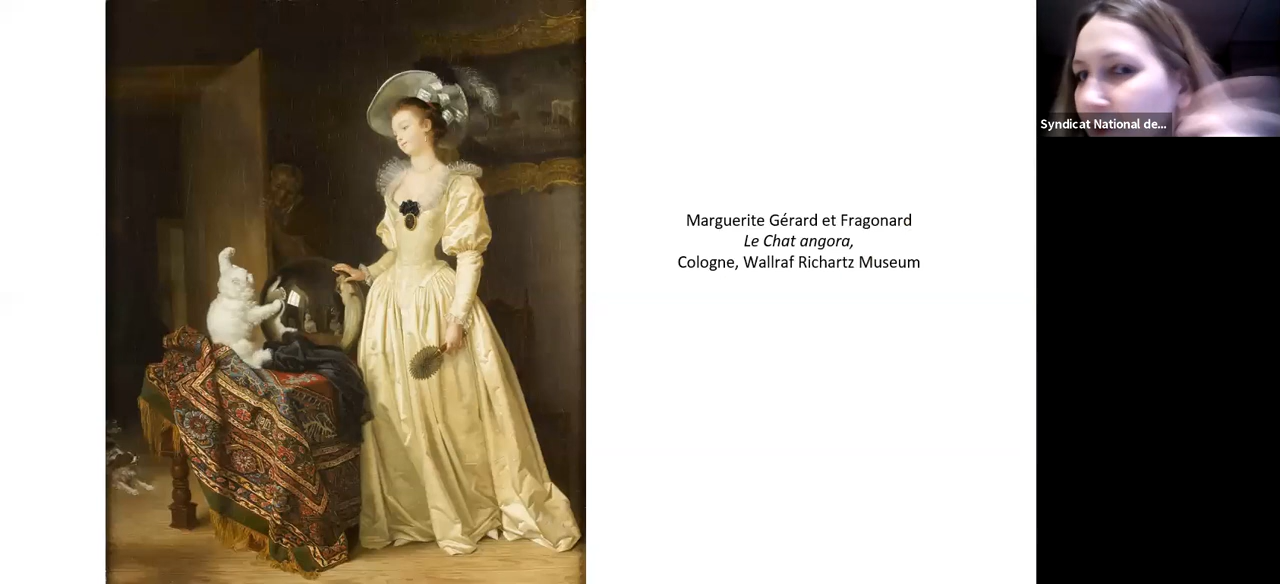 Marguerite Gérard et Fragonard
Le Chat angora,
Cologne, Wallraf Richartz Museum
Syndicat National de...